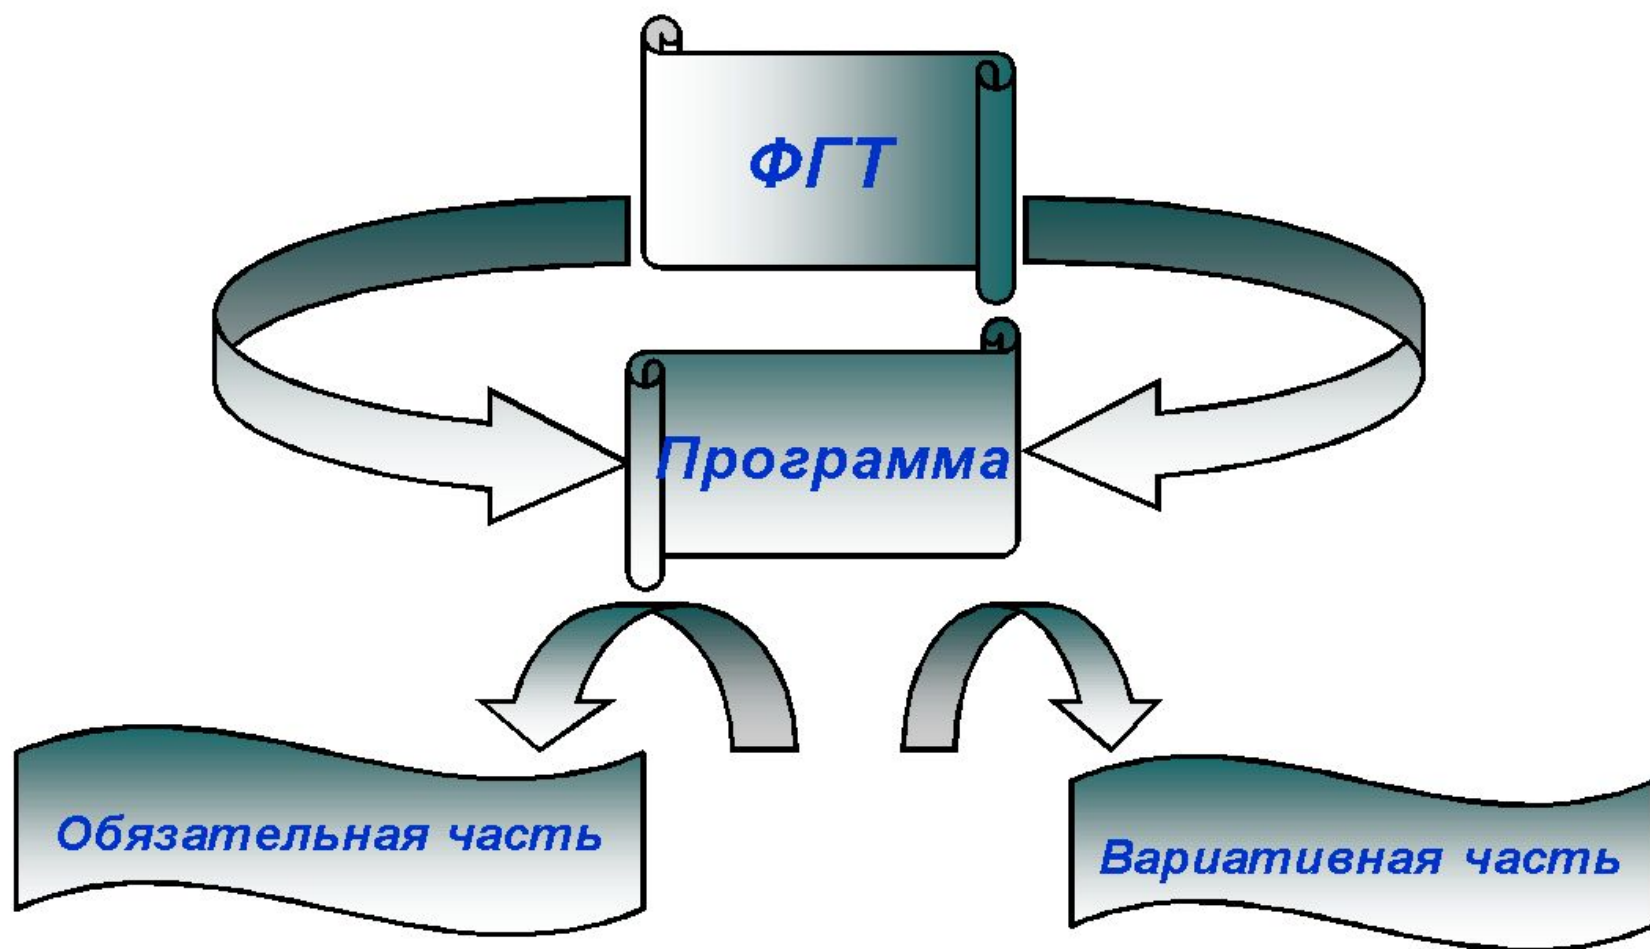 ФГТ
Программа
Обязательная часть
Вариативная часть